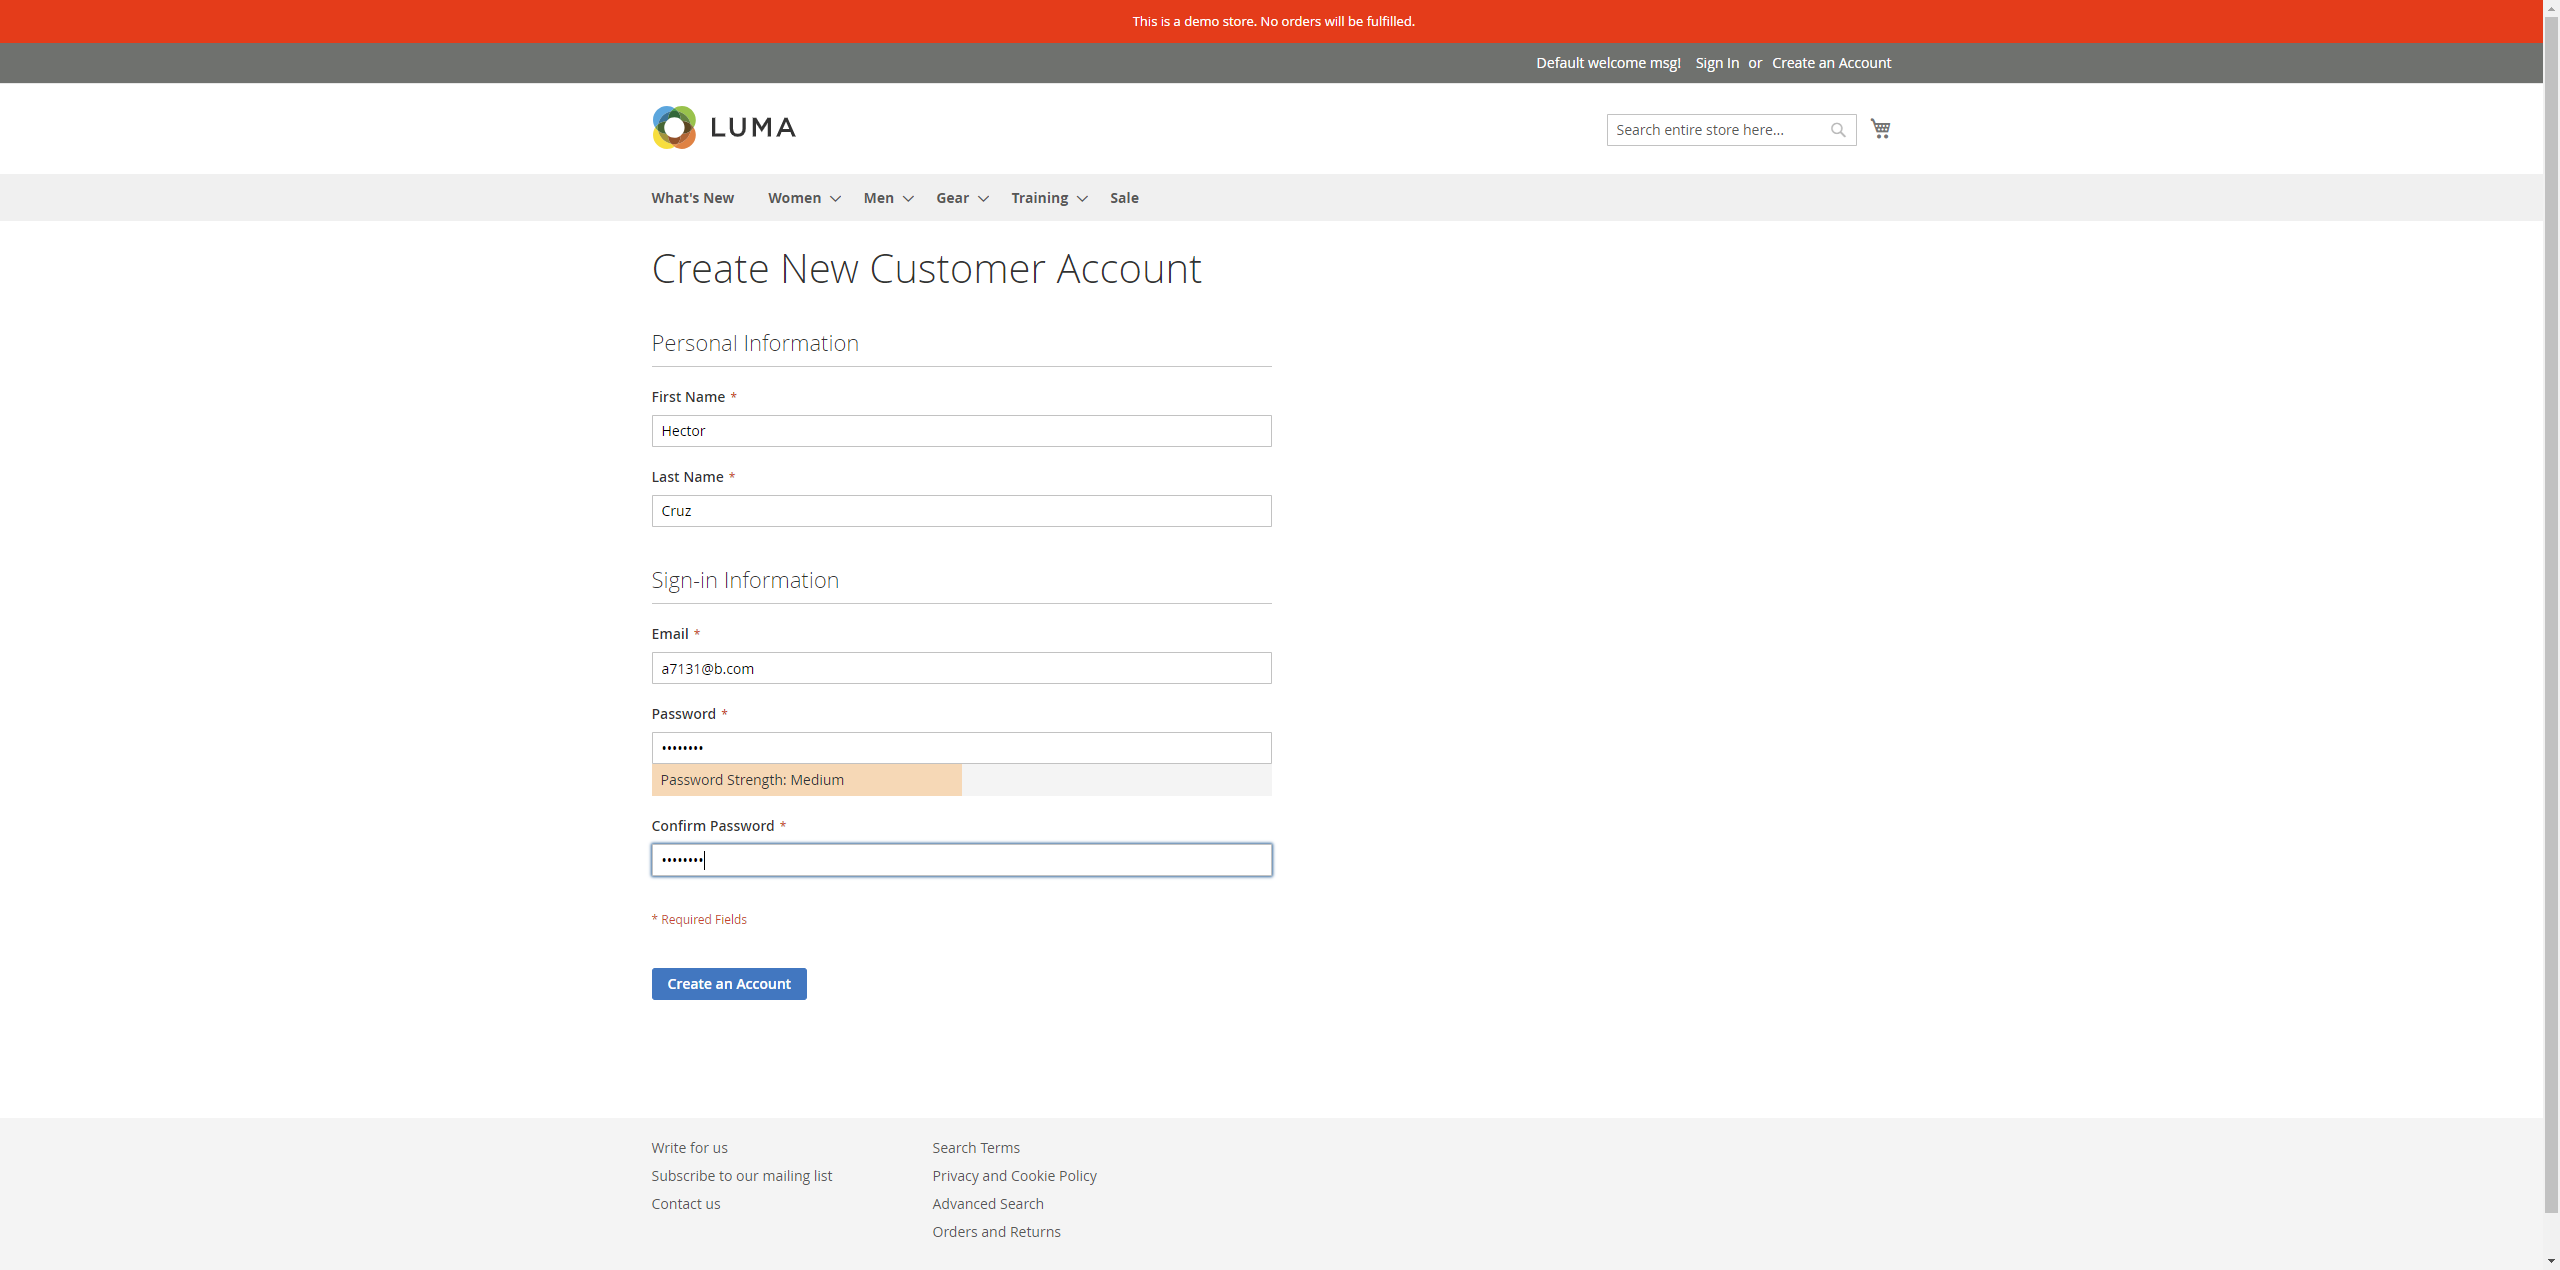 This is a demo store. No orders will be fulfilled.
Default welcome msg! Sign In or Create an Account
LUMA
Search entire store here...
What's New Women Men Gear Training Sale
Create New Customer Account
Personal Information
First Name *
Hector
Last Name *
Cruz
Sign-in Information
Email *
a7131@b.com
Password *
••••••••
Password Strength: Medium
Confirm Password *
••••••••
* Required Fields
Create an Account
Write for us
Subscribe to our mailing list
Contact us
Search Terms
Privacy and Cookie Policy
Advanced Search
Orders and Returns